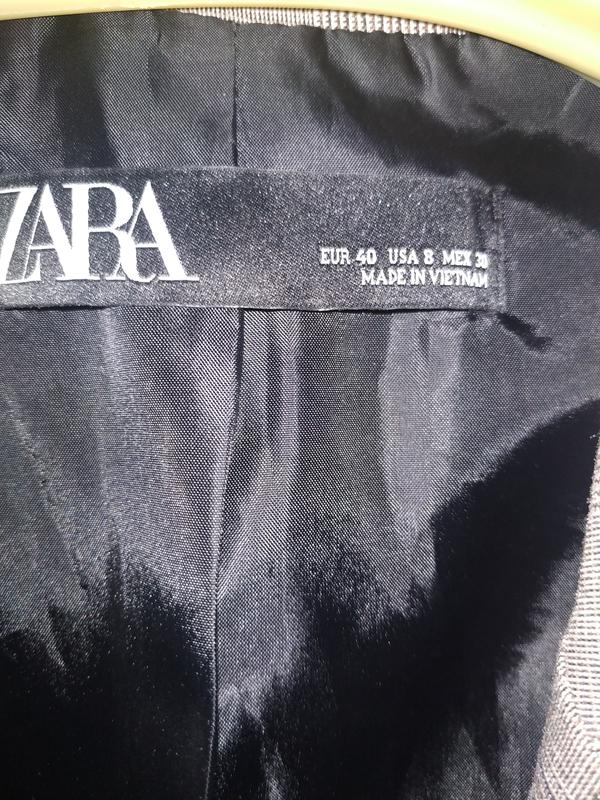 ZARA
EUR 40 USA 8 MEX 30
MADE IN VIETNAM